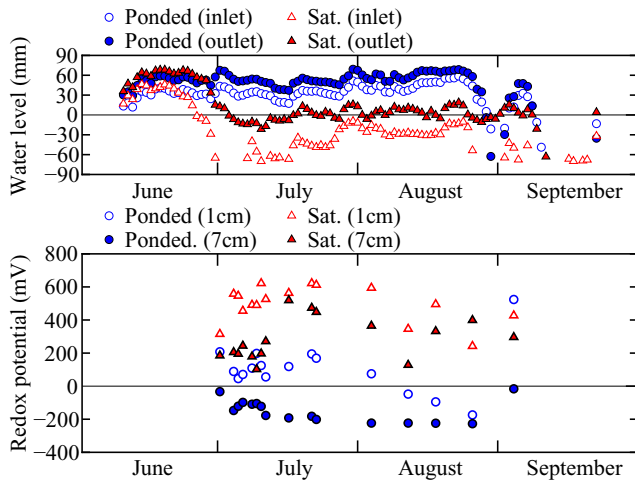 Ponded (inlet) Sat. (inlet)
Ponded (outlet) Sat. (outlet)
Water level (mm)
90
60
30
0
−30
−60
−90
June July August September
Ponded (1cm) Sat. (1cm)
Ponded. (7cm) Sat. (7cm)
Redox potential (mV)
800
600
400
200
0
−200
−400
June July August September